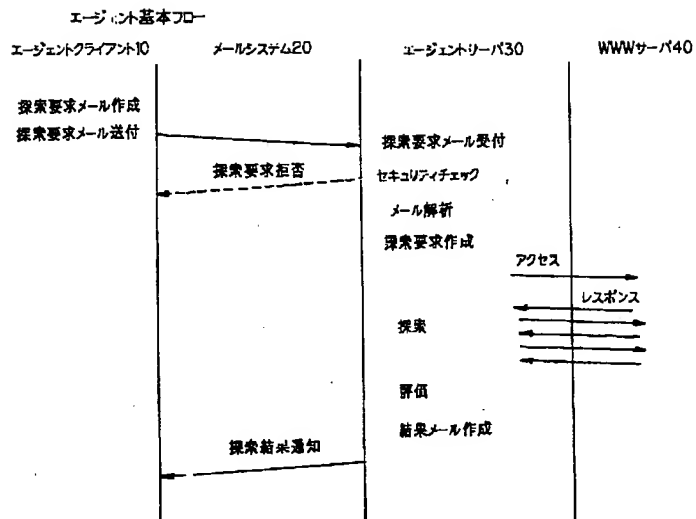 エージェント基本フロー
エージェントクライアント10 メールシステム20 エージェントサーバ30 WWWサーバ40
探索要求メール作成
探索要求メール送付
探索要求メール受付
探索要求拒否
セキュリティチェック
メール解析
探索要求作成
アクセス
レスポンス
探索
評価
結果メール作成
探索結果通知